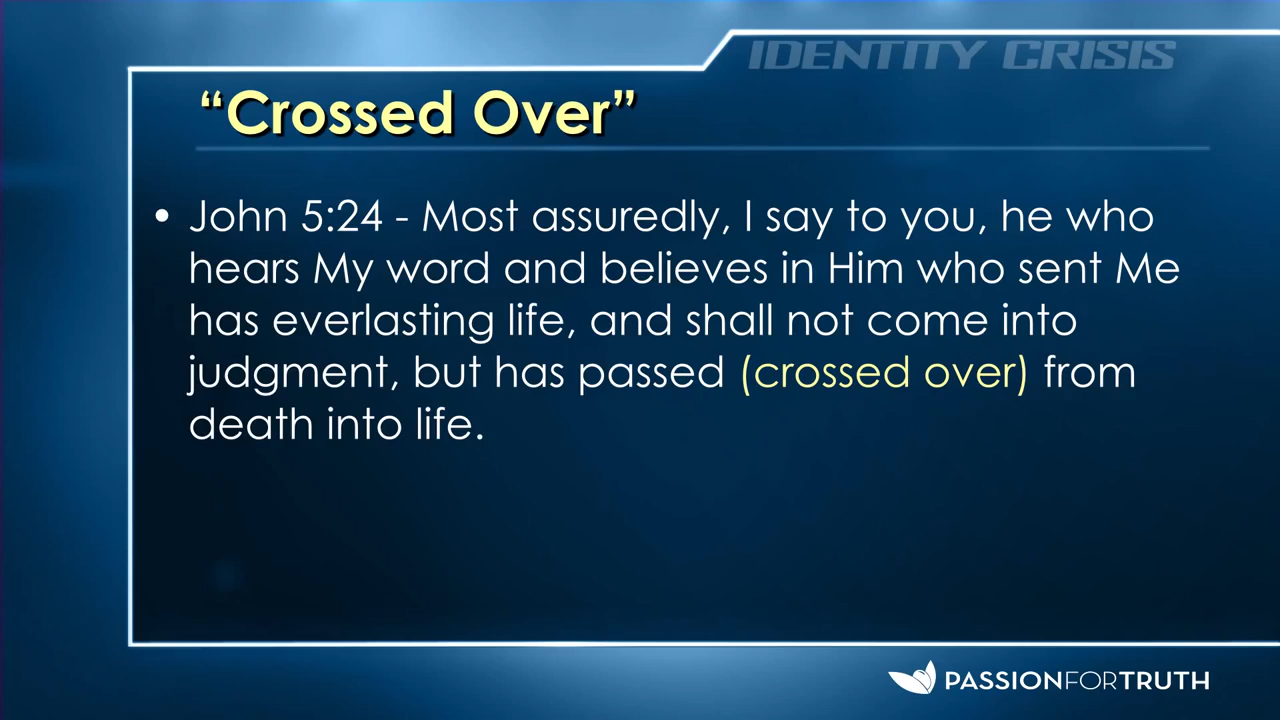 IDENTITY CRISIS
“Crossed Over”
• John 5:24 - Most assuredly, I say to you, he who
hears My word and believes in Him who sent Me
has everlasting life, and shall not come into
judgment, but has passed (crossed over) from
death into life.
PASSIONFORTRUTH